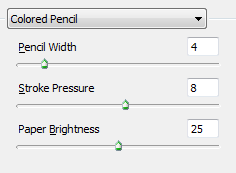 Colored Pencil
Pencil Width 4
Stroke Pressure 8
Paper Brightness 25